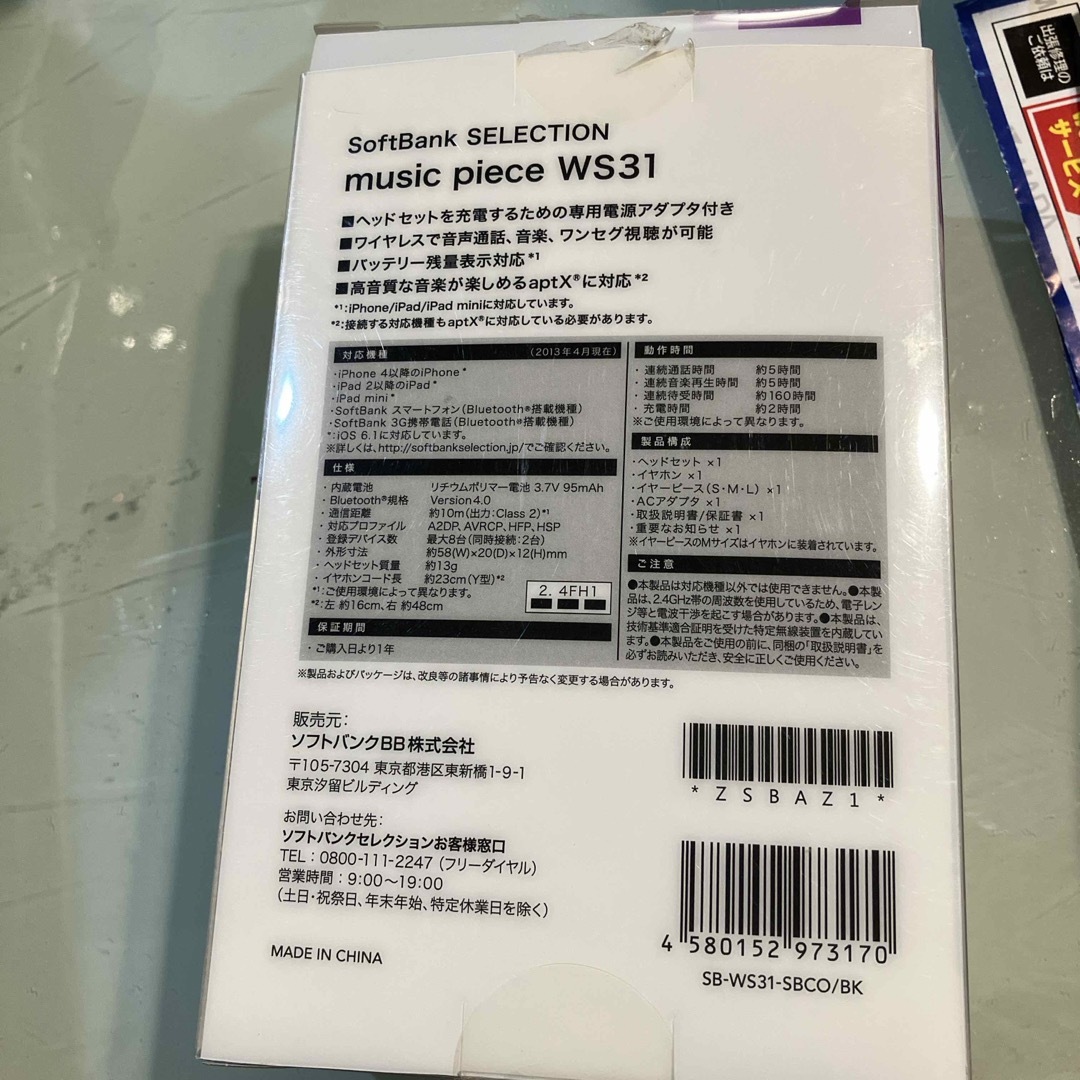 SoftBank SELECTION
music piece WS31
■ヘッドセットを充電するための専用電源アダプタ付き
■ワイヤレスで音声通話、音楽、ワンセグ視聴が可能
■バッテリー残量表示対応*1
■高音質な音楽が楽しめるaptX®に対応*2
*1:iPhone/iPad/iPad miniに対応しています。
*2:接続する対応機種もaptX®に対応している必要があります。
対応機種 (2013年4月現在)
・iPhone 4以降のiPhone*
・iPad 2以降のiPad*
・iPad mini*
・SoftBank スマートフォン(Bluetooth®搭載機種)
・SoftBank 3G携帯電話(Bluetooth®搭載機種)
*:iOS 6.1に対応しています。
※詳しくは、http://softbankselection.jp/でご確認ください。
仕様
・内蔵電池 リチウムポリマー電池 3.7V 95mAh
・Bluetooth®規格 Version4.0
・通信距離 約10m(出力:Class 2)*1
・対応プロファイル A2DP、AVRCP、HFP、HSP
・登録デバイス数 最大8台(同時接続:2台)
・外形寸法 約58(W)×20(D)×12(H)mm
・ヘッドセット質量 約13g
・イヤホンコード長 約23cm(Y型)*2
*1:ご使用環境によって異なります。
*2:左 約16cm、右 約48cm
2.4FH1
保証期間
・ご購入日より1年
動作時間
・連続通話時間 約5時間
・連続音楽再生時間 約5時間
・連続待受時間 約160時間
・充電時間 約2時間
※ご使用環境によって異なります。
製品構成
・ヘッドセット ×1
・イヤホン ×1
・イヤーピース(S・M・L) ×1
・ACアダプタ ×1
・取扱説明書/保証書 ×1
・重要なお知らせ ×1
※イヤーピースのMサイズはイヤホンに装着されています。
ご注意
●本製品は対応機種以外では使用できません。●本製
品は、2.4GHz帯の周波数を使用しているため、電子レン
ジ等と電波干渉を起こす場合があります。●本製品は、
技術基準適合証明を受けた特定無線装置を内蔵してい
ます。●本製品をご使用の前に、同梱の「取扱説明書」を
必ずお読みいただき、安全に正しくご使用ください。
※製品およびパッケージは、改良等の諸事情により予告なく変更する場合があります。
販売元:
ソフトバンクBB株式会社
〒105-7304 東京都港区東新橋1-9-1
東京汐留ビルディング
お問い合わせ先:
ソフトバンクセレクションお客様窓口
TEL:0800-111-2247(フリーダイヤル)
営業時間:9:00〜19:00
(土日・祝祭日、年末年始、特定休業日を除く)
MADE IN CHINA
*ZSBAZ1*
4 580152 973170
SB-WS31-SBCO/BK
出張修理の
ご依頼は
サービス